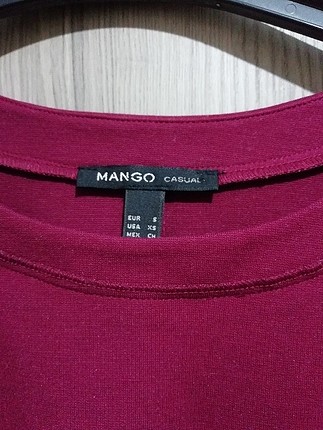 MANGO CASUAL
EUR S
USA XS
MEX CH